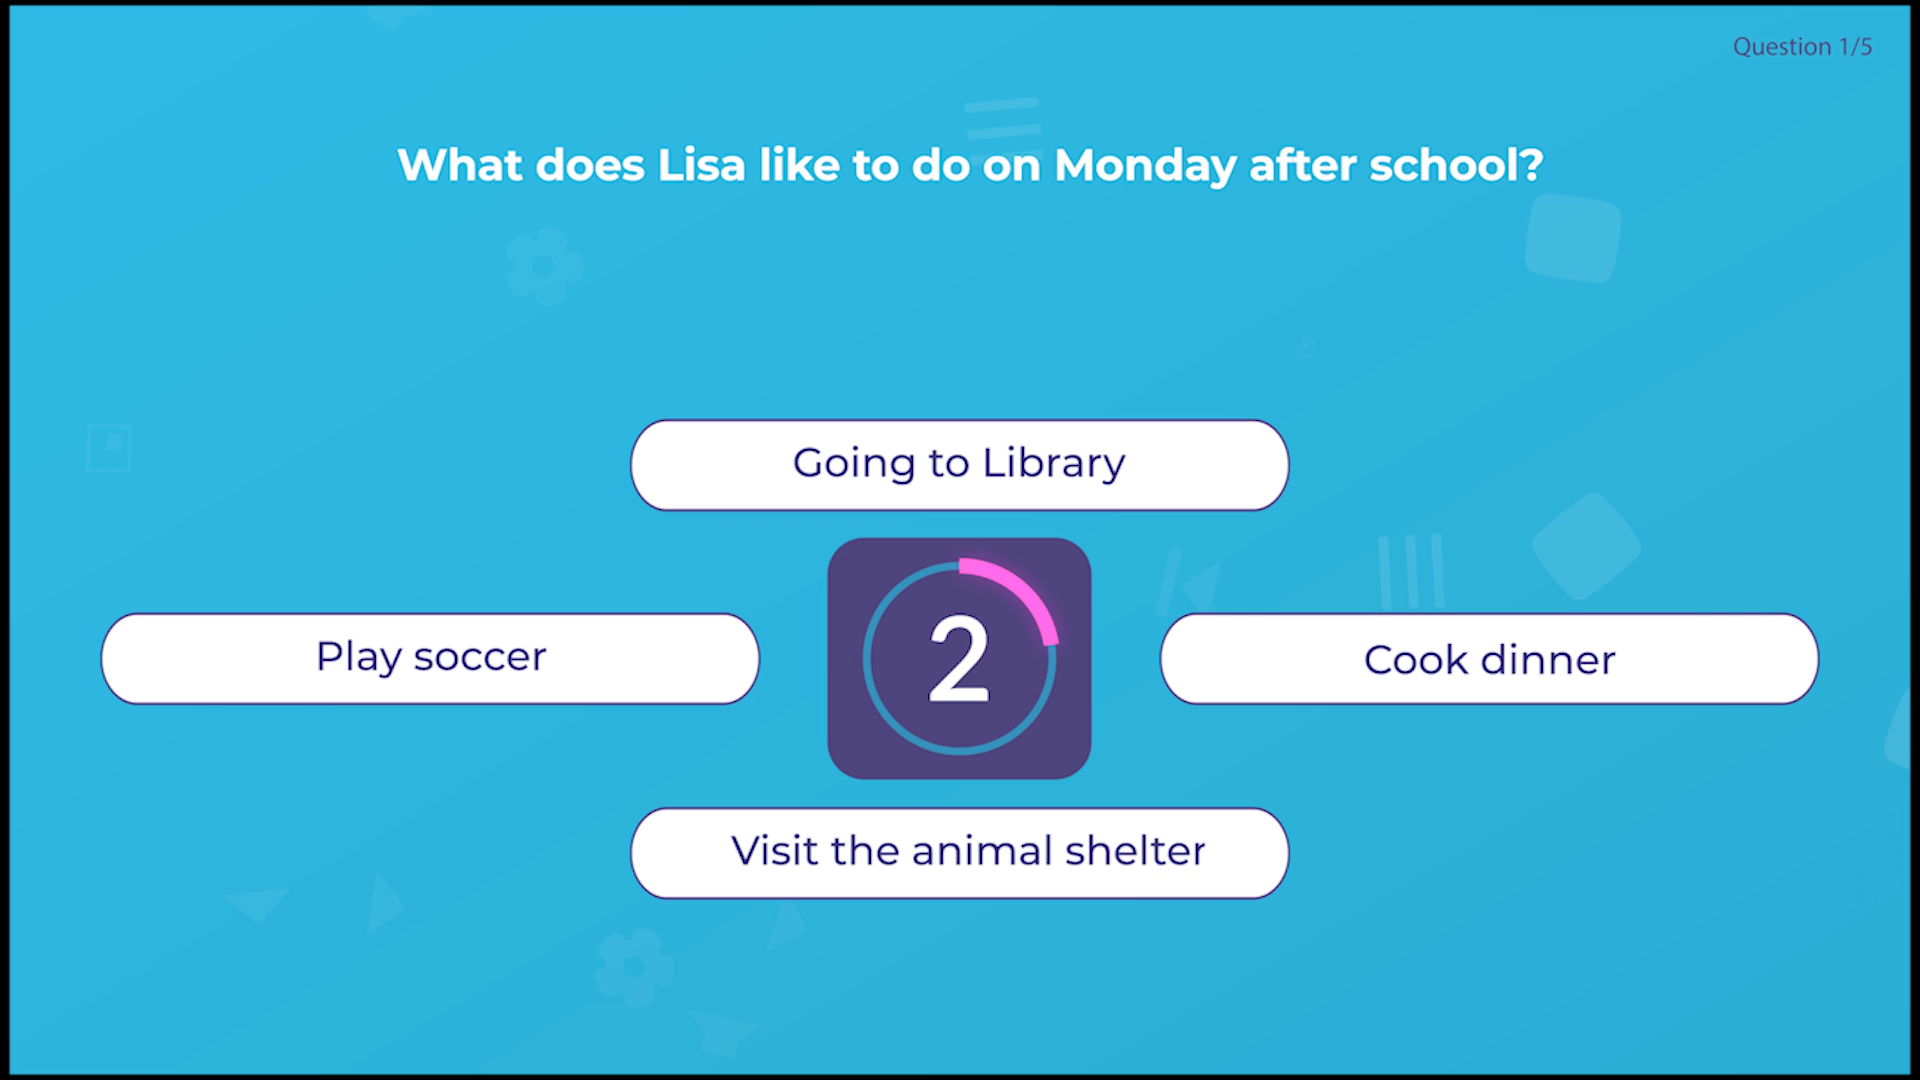 Question 1/5
What does Lisa like to do on Monday after school?
Going to Library
Play soccer
2
Cook dinner
Visit the animal shelter